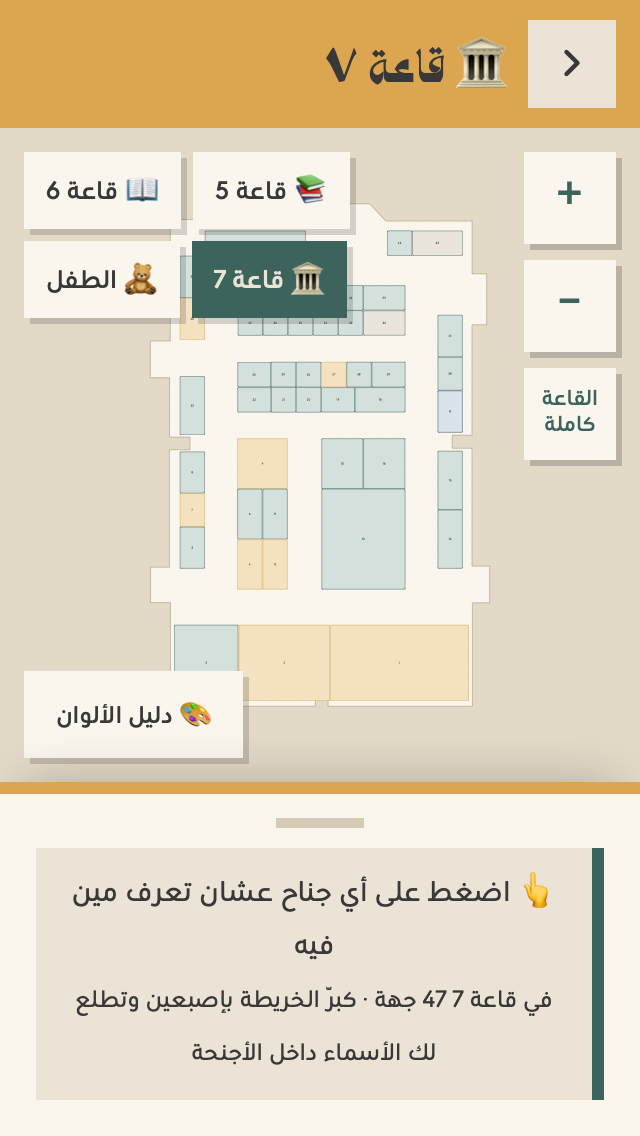 🏛️ قاعة ٧
📚 قاعة 5
📖 قاعة 6
🏛️ قاعة 7
🧸 الطفل
+
−
القاعة
كاملة
🎨 دليل الألوان
👆 اضغط على أي جناح عشان تعرف مين
فيه
في قاعة 7 47 جهة · كبّر الخريطة بإصبعين وتطلع
لك الأسماء داخل الأجنحة